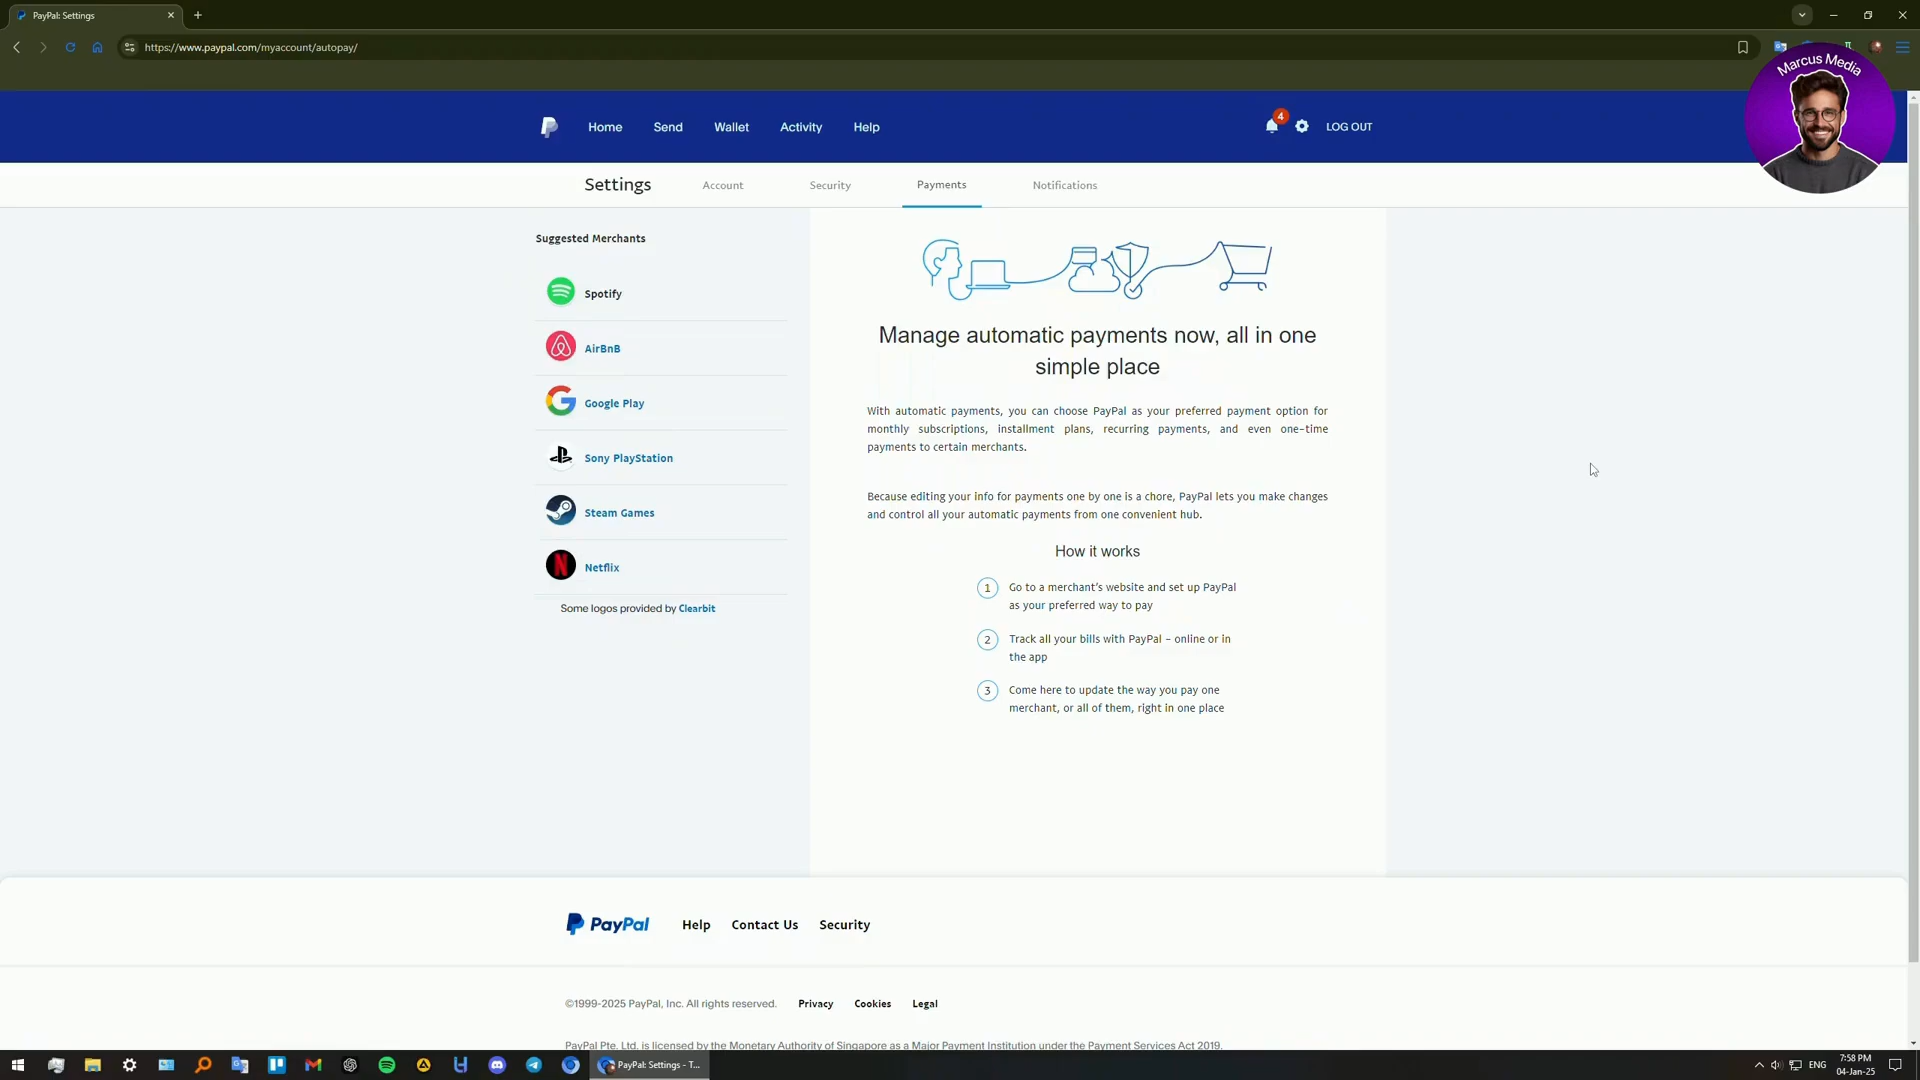 PayPal: Settings
https://www.paypal.com/myaccount/autopay/
Marcus Media
Home
Send
Wallet
Activity
Help
4
LOG OUT
Settings
Account
Security
Payments
Notifications
Suggested Merchants
Spotify
AirBnB
Google Play
Sony PlayStation
Steam Games
Netflix
Some logos provided by Clearbit
Manage automatic payments now, all in one
simple place
With automatic payments, you can choose PayPal as your preferred payment option for
monthly subscriptions, installment plans, recurring payments, and even one-time
payments to certain merchants.
Because editing your info for payments one by one is a chore, PayPal lets you make changes
and control all your automatic payments from one convenient hub.
How it works
1 Go to a merchant's website and set up PayPal
as your preferred way to pay
2 Track all your bills with PayPal - online or in
the app
3 Come here to update the way you pay one
merchant, or all of them, right in one place
PayPal
Help
Contact Us
Security
©1999-2025 PayPal, Inc. All rights reserved.
Privacy
Cookies
Legal
PayPal Pte. Ltd. is licensed by the Monetary Authority of Singapore as a Major Payment Institution under the Payment Services Act 2019.
PayPal: Settings - T...
ENG
7:58 PM
04-Jan-25